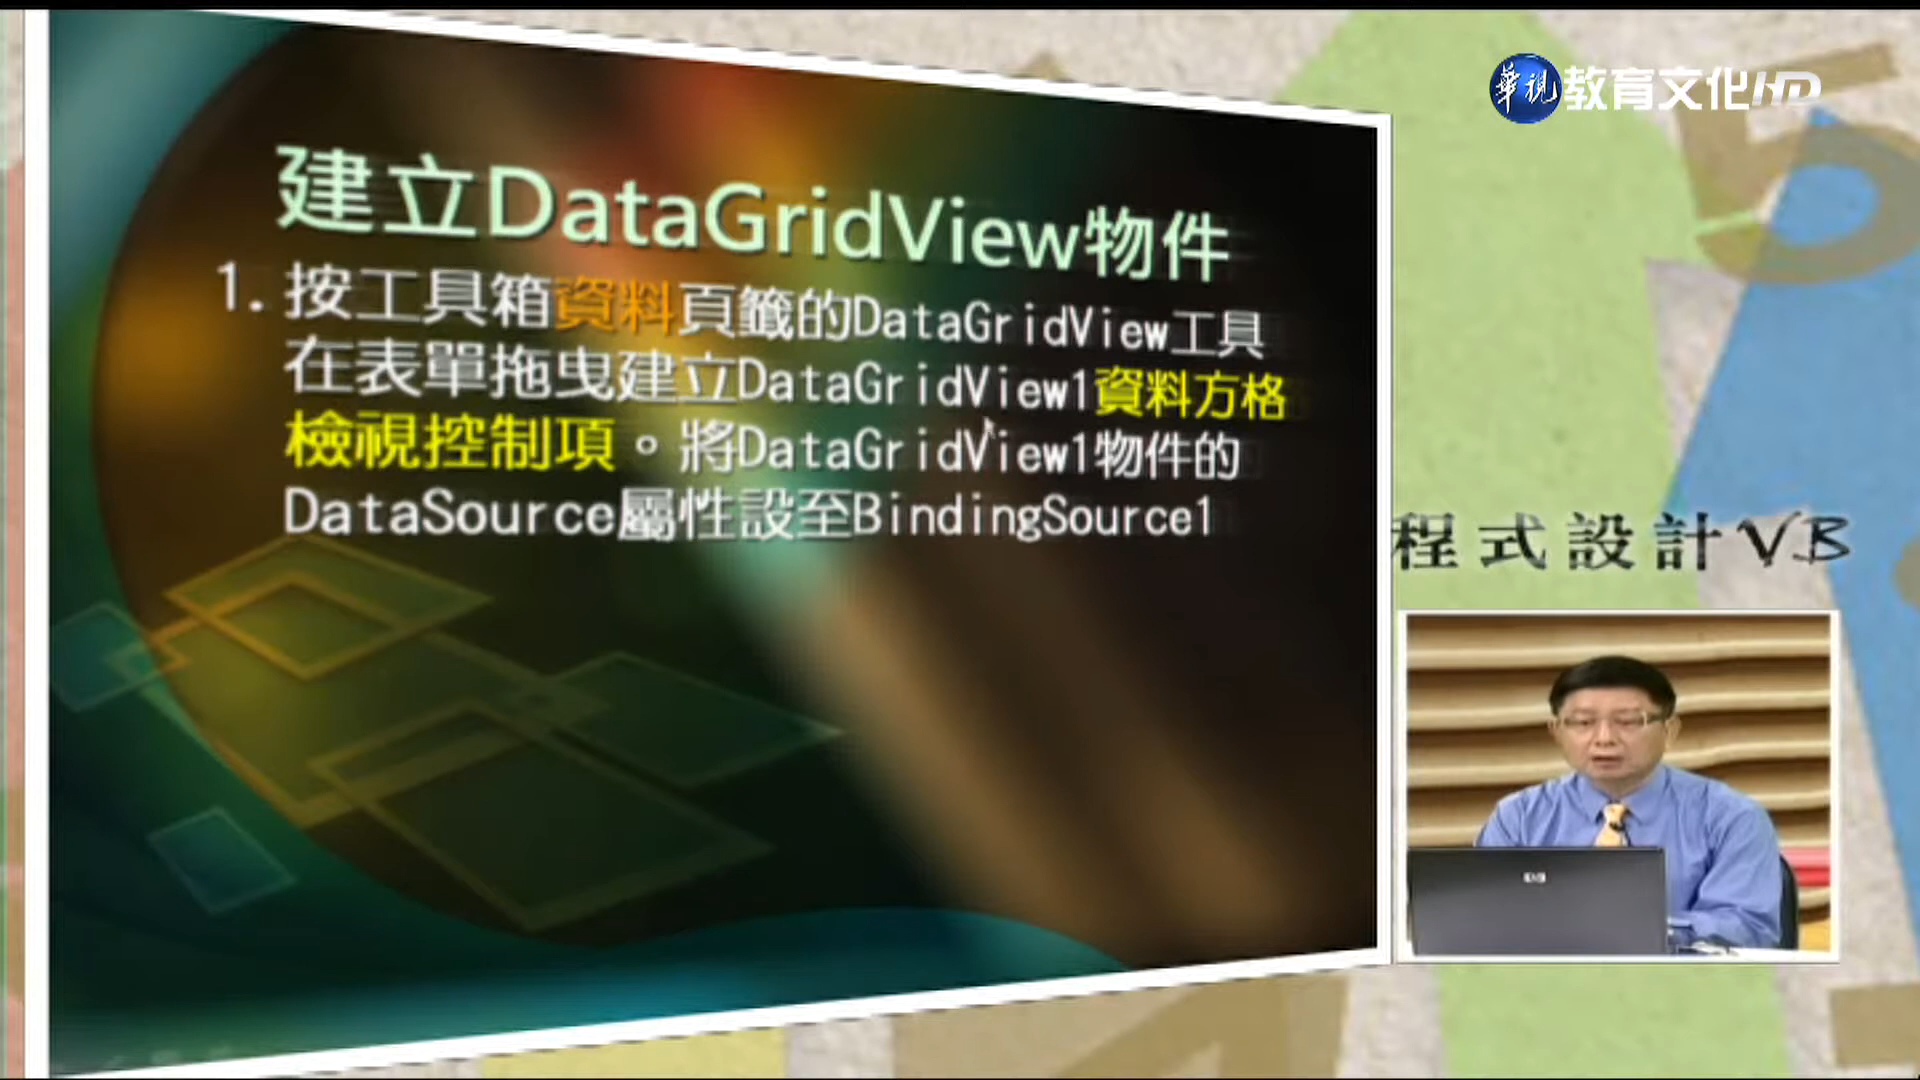 華視教育文化HD
建立DataGridView物件
1. 按工具箱資料頁籤的DataGridView工具
在表單拖曳建立DataGridView1資料方格
檢視控制項。將DataGridView1物件的
DataSource屬性設至BindingSource1
程式設計VB
hp